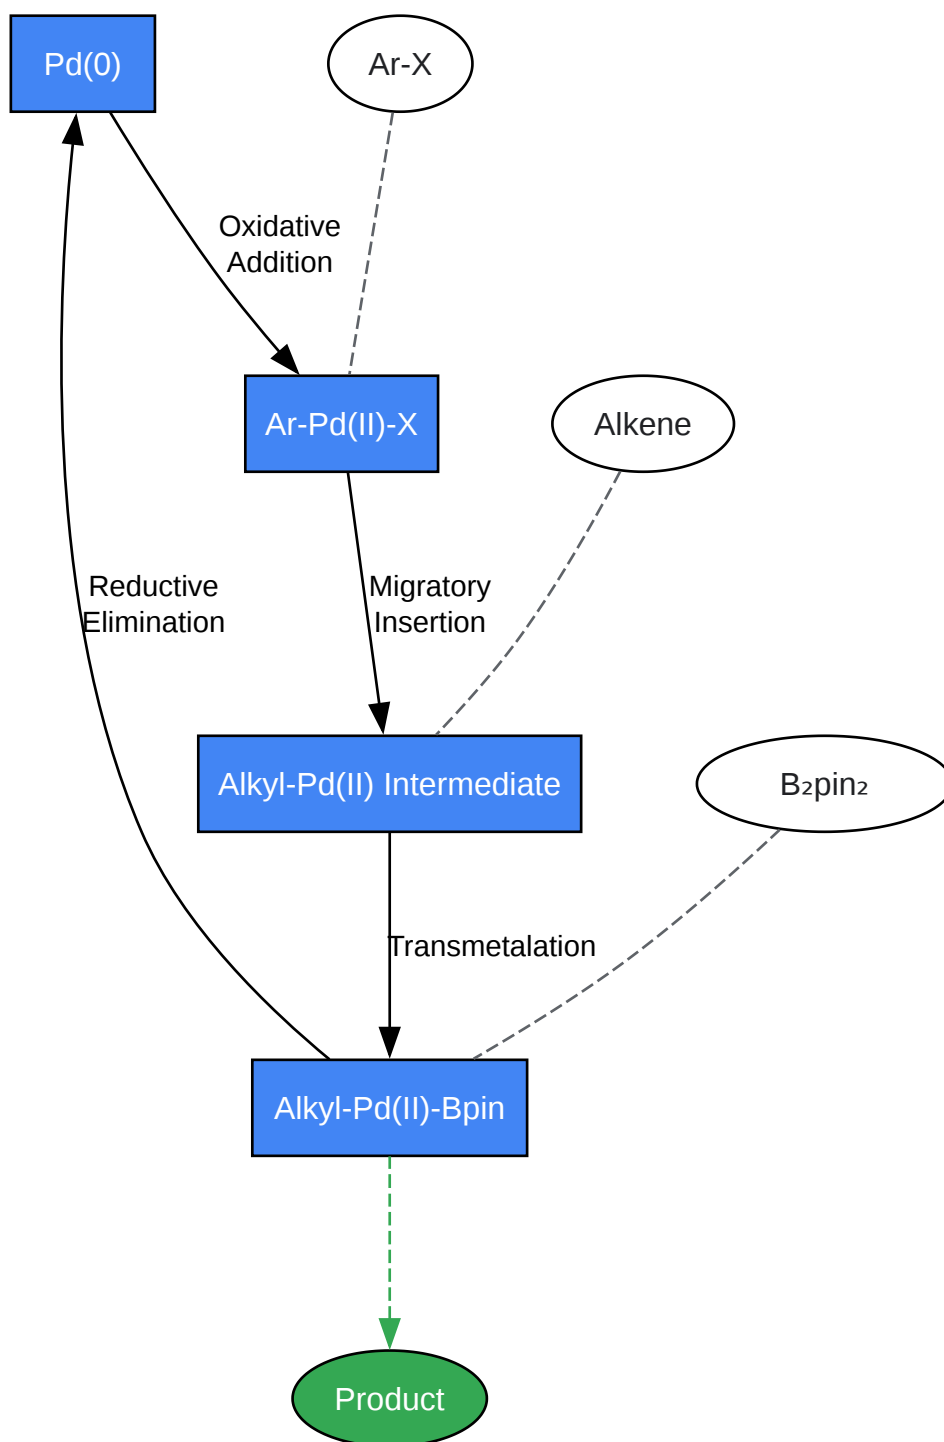 Pd(0)
Ar-X
Oxidative
Addition
Ar-Pd(II)-X
Alkene
Reductive
Elimination
Migratory
Insertion
Alkyl-Pd(II) Intermediate
B₂pin₂
Transmetalation
Alkyl-Pd(II)-Bpin
Product